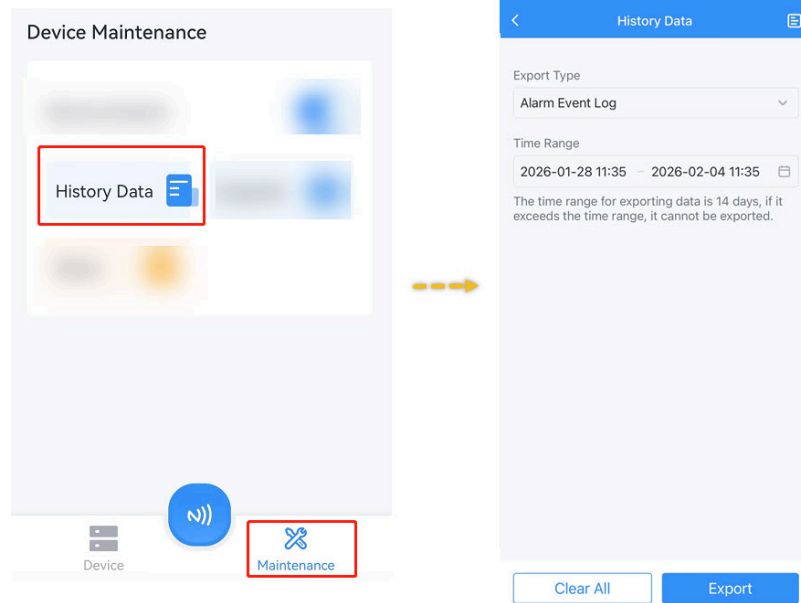 Device Maintenance
History Data
Device
Maintenance
History Data
Export Type
Alarm Event Log
Time Range
2026-01-28 11:35 – 2026-02-04 11:35
The time range for exporting data is 14 days, if it
exceeds the time range, it cannot be exported.
Clear All
Export